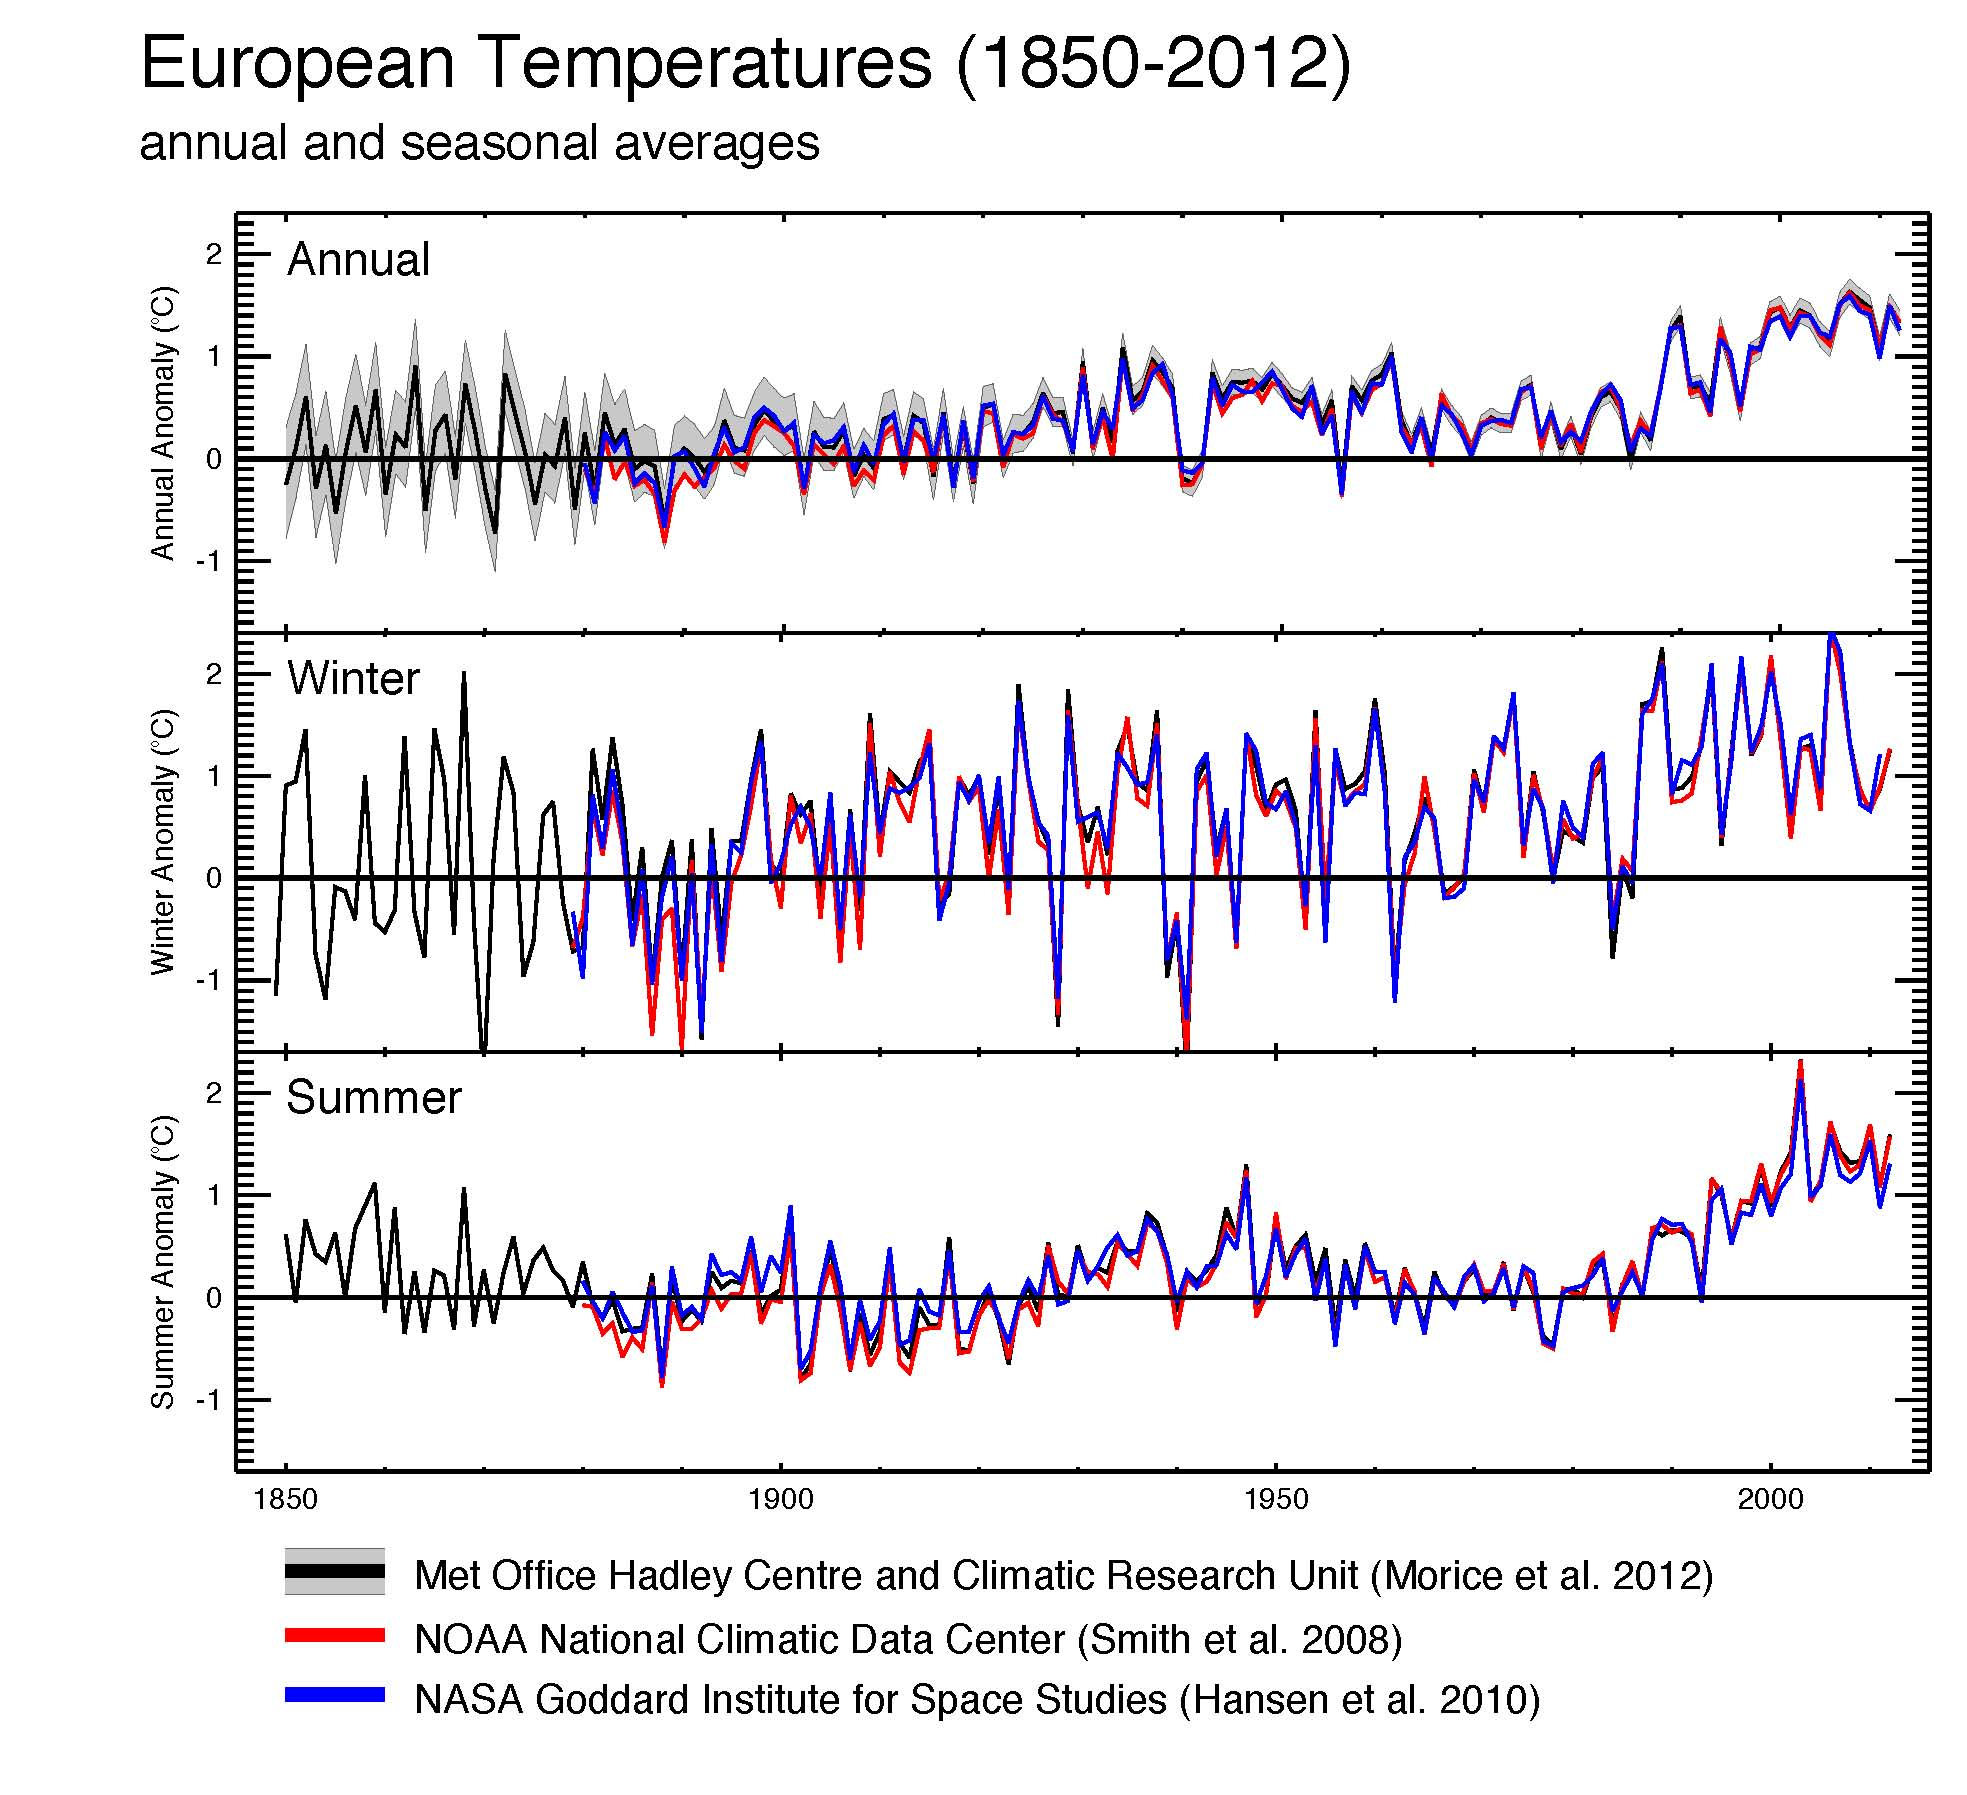 European Temperatures (1850-2012)
annual and seasonal averages
Annual
Annual Anomaly (°C)
2
1
0
-1
Winter
Winter Anomaly (°C)
2
1
0
-1
Summer
Summer Anomaly (°C)
2
1
0
-1
1850 1900 1950 2000
Met Office Hadley Centre and Climatic Research Unit (Morice et al. 2012)
NOAA National Climatic Data Center (Smith et al. 2008)
NASA Goddard Institute for Space Studies (Hansen et al. 2010)